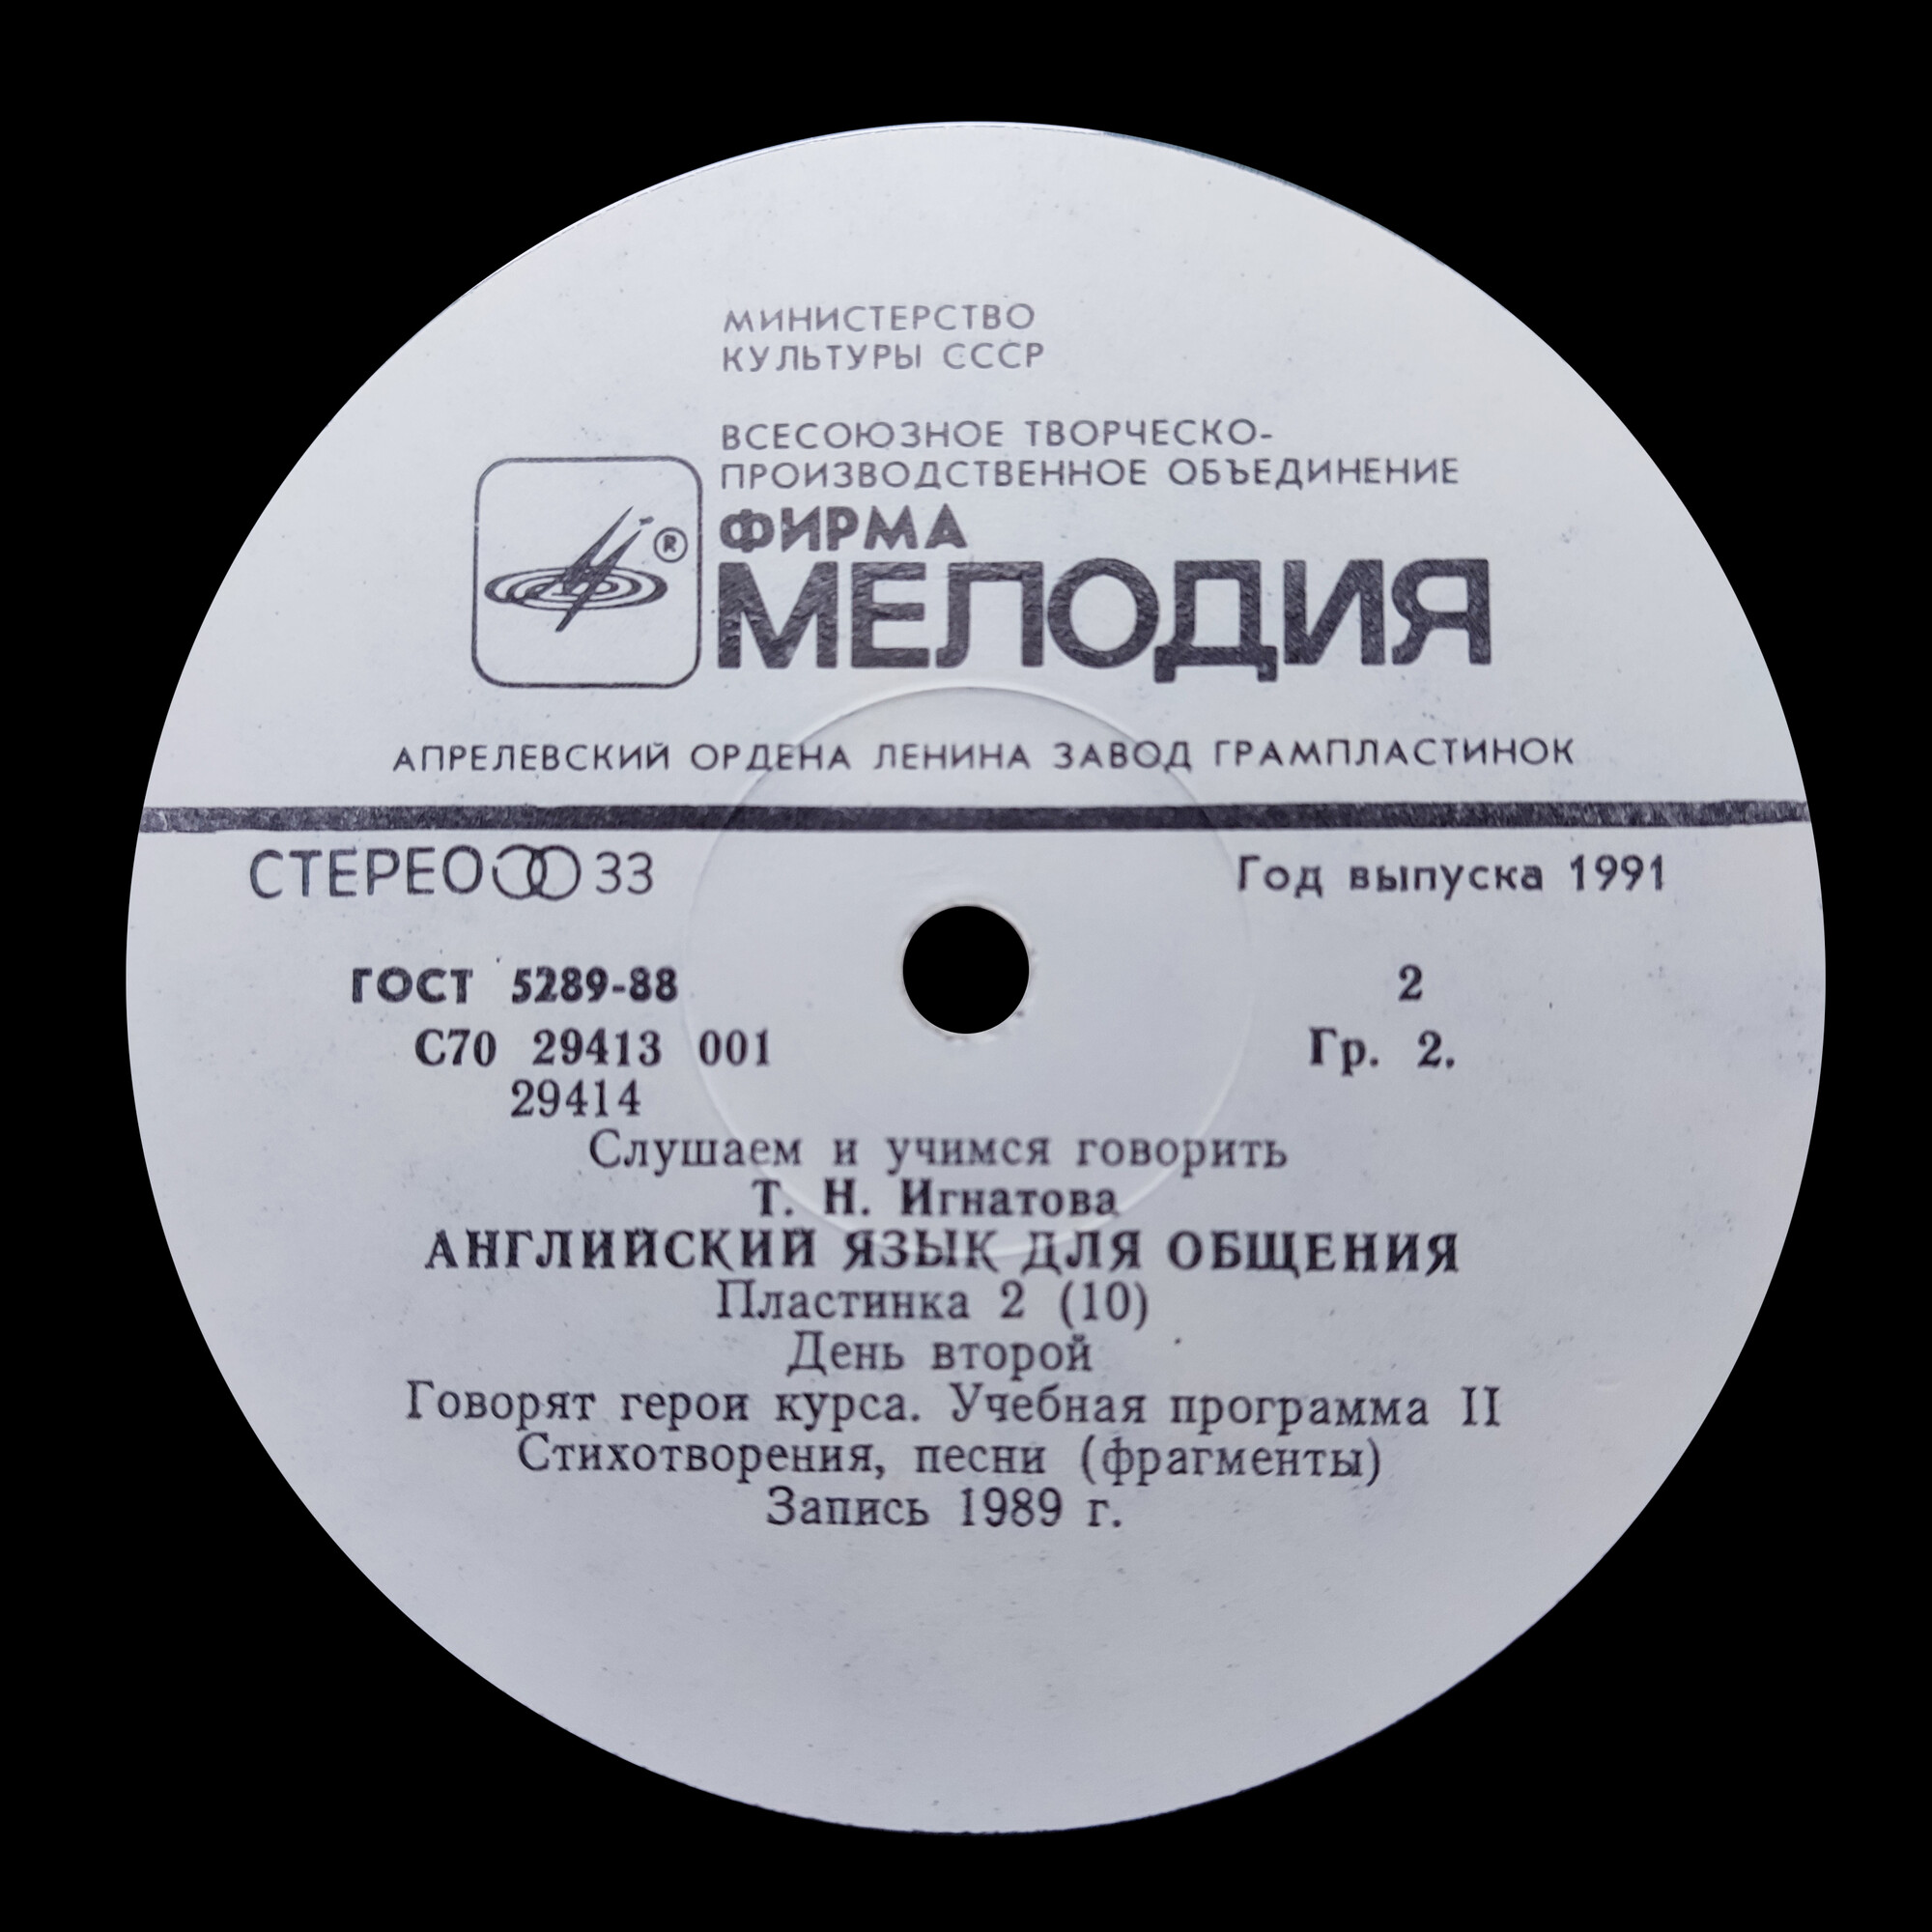 МИНИСТЕРСТВО
КУЛЬТУРЫ СССР
ВСЕСОЮЗНОЕ ТВОРЧЕСКО-
ПРОИЗВОДСТВЕННОЕ ОБЪЕДИНЕНИЕ
®
ФИРМА
МЕЛОДИЯ
АПРЕЛЕВСКИЙ ОРДЕНА ЛЕНИНА ЗАВОД ГРАМПЛАСТИНОК
СТЕРЕО 33 Год выпуска 1991
ГОСТ 5289-88 2
С70 29413 001 Гр. 2.
29414
Слушаем и учимся говорить
Т. Н. Игнатова
АНГЛИЙСКИЙ ЯЗЫК ДЛЯ ОБЩЕНИЯ
Пластинка 2 (10)
День второй
Говорят герои курса. Учебная программа II
Стихотворения, песни (фрагменты)
Запись 1989 г.